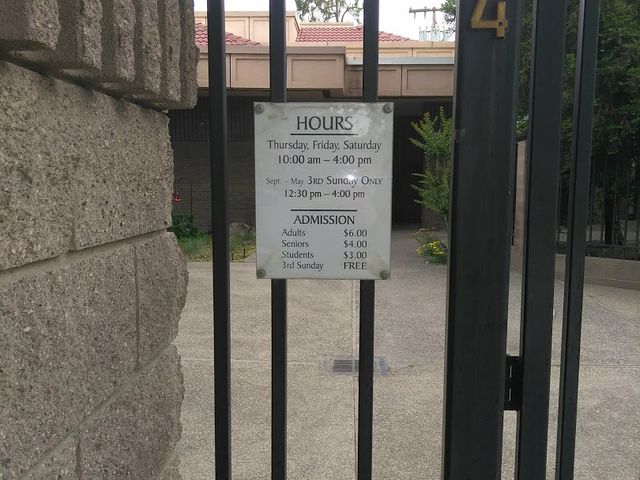 4
HOURS
Thursday, Friday, Saturday
10:00 am – 4:00 pm
Sept. – May 3RD Sunday Only
12:30 pm – 4:00 pm
ADMISSION
Adults $6.00
Seniors $4.00
Students $3.00
3rd Sunday FREE